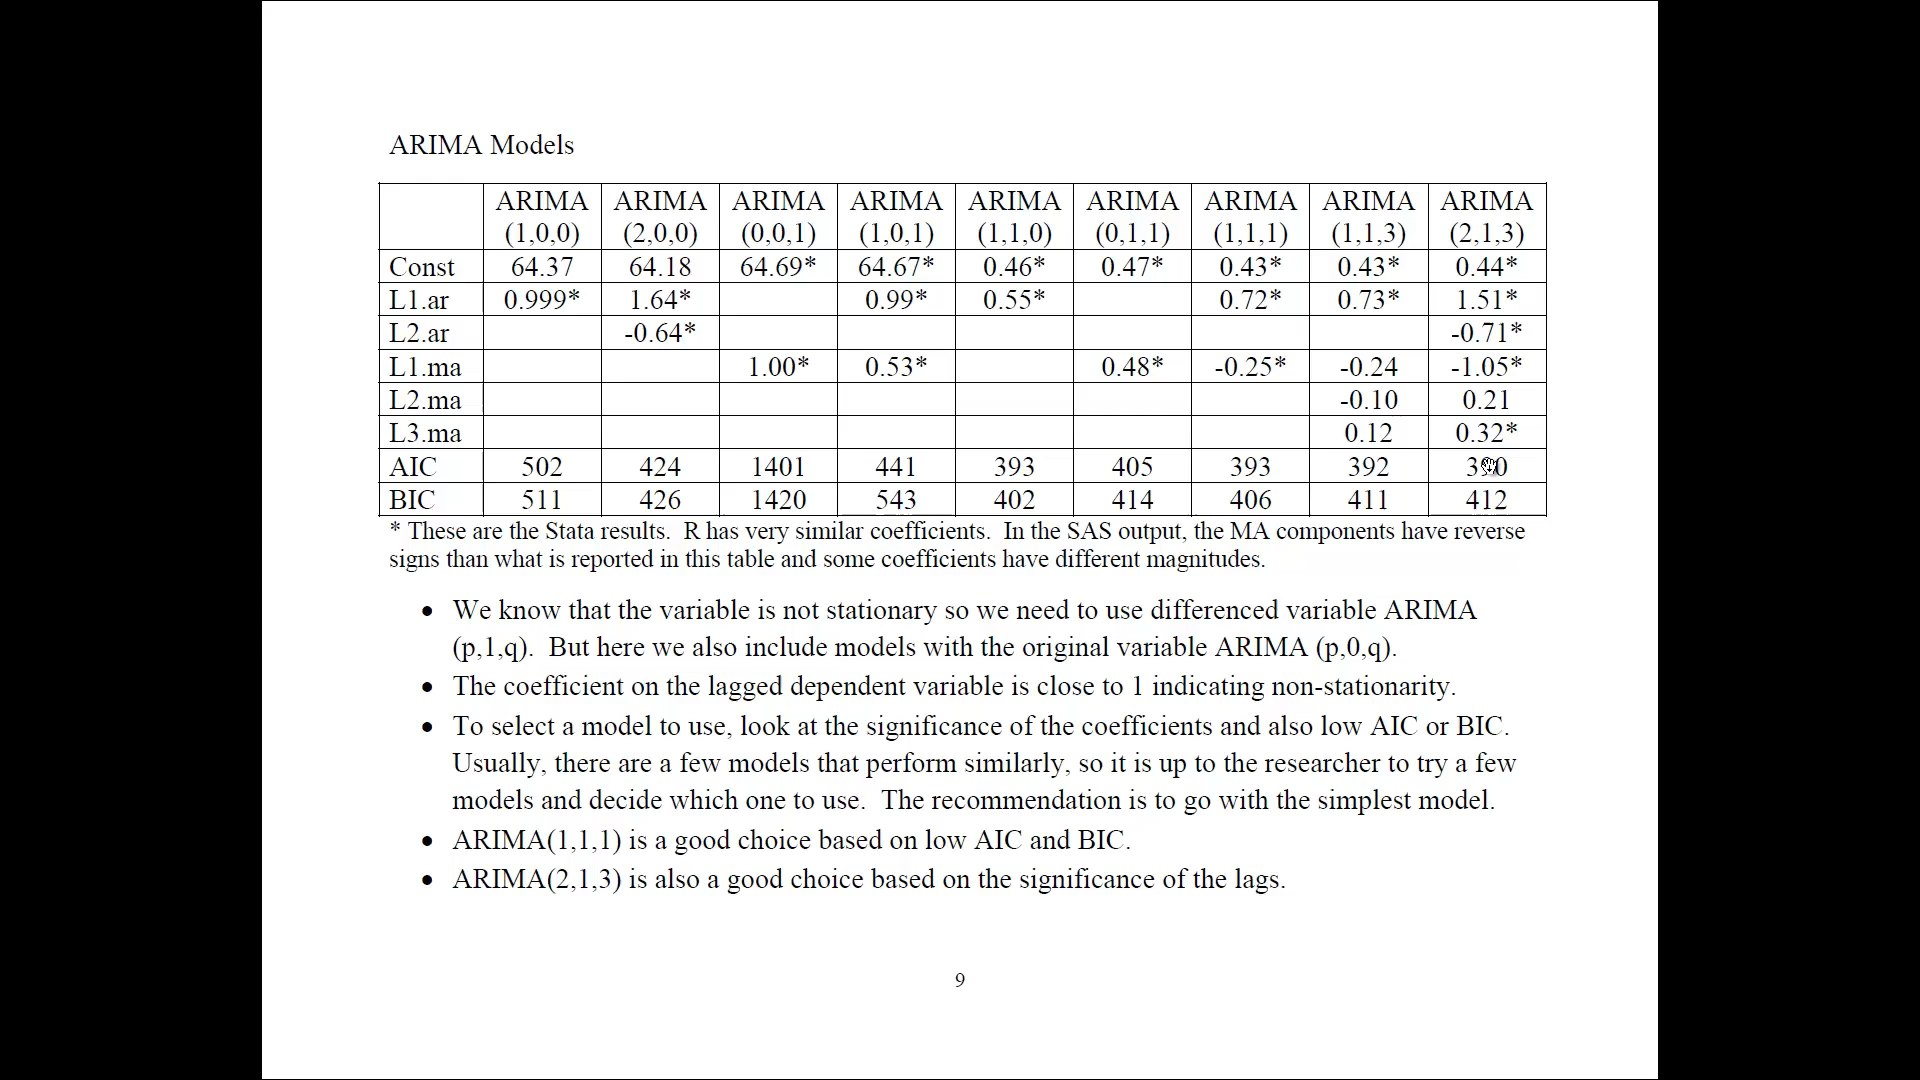 ARIMA Models
ARIMA ARIMA ARIMA ARIMA ARIMA ARIMA ARIMA ARIMA ARIMA
(1,0,0) (2,0,0) (0,0,1) (1,0,1) (1,1,0) (0,1,1) (1,1,1) (1,1,3) (2,1,3)
Const 64.37 64.18 64.69* 64.67* 0.46* 0.47* 0.43* 0.43* 0.44*
L1.ar 0.999* 1.64* 0.99* 0.55* 0.72* 0.73* 1.51*
L2.ar -0.64* -0.71*
L1.ma 1.00* 0.53* 0.48* -0.25* -0.24 -1.05*
L2.ma -0.10 0.21
L3.ma 0.12 0.32*
AIC 502 424 1401 441 393 405 393 392
BIC 511 426 1420 543 402 414 406 411 412
* These are the Stata results. R has very similar coefficients. In the SAS output, the MA components have reverse
signs than what is reported in this table and some coefficients have different magnitudes.
• We know that the variable is not stationary so we need to use differenced variable ARIMA
(p,1,q). But here we also include models with the original variable ARIMA (p,0,q).
• The coefficient on the lagged dependent variable is close to 1 indicating non-stationarity.
• To select a model to use, look at the significance of the coefficients and also low AIC or BIC.
Usually, there are a few models that perform similarly, so it is up to the researcher to try a few
models and decide which one to use. The recommendation is to go with the simplest model.
• ARIMA(1,1,1) is a good choice based on low AIC and BIC.
• ARIMA(2,1,3) is also a good choice based on the significance of the lags.
9